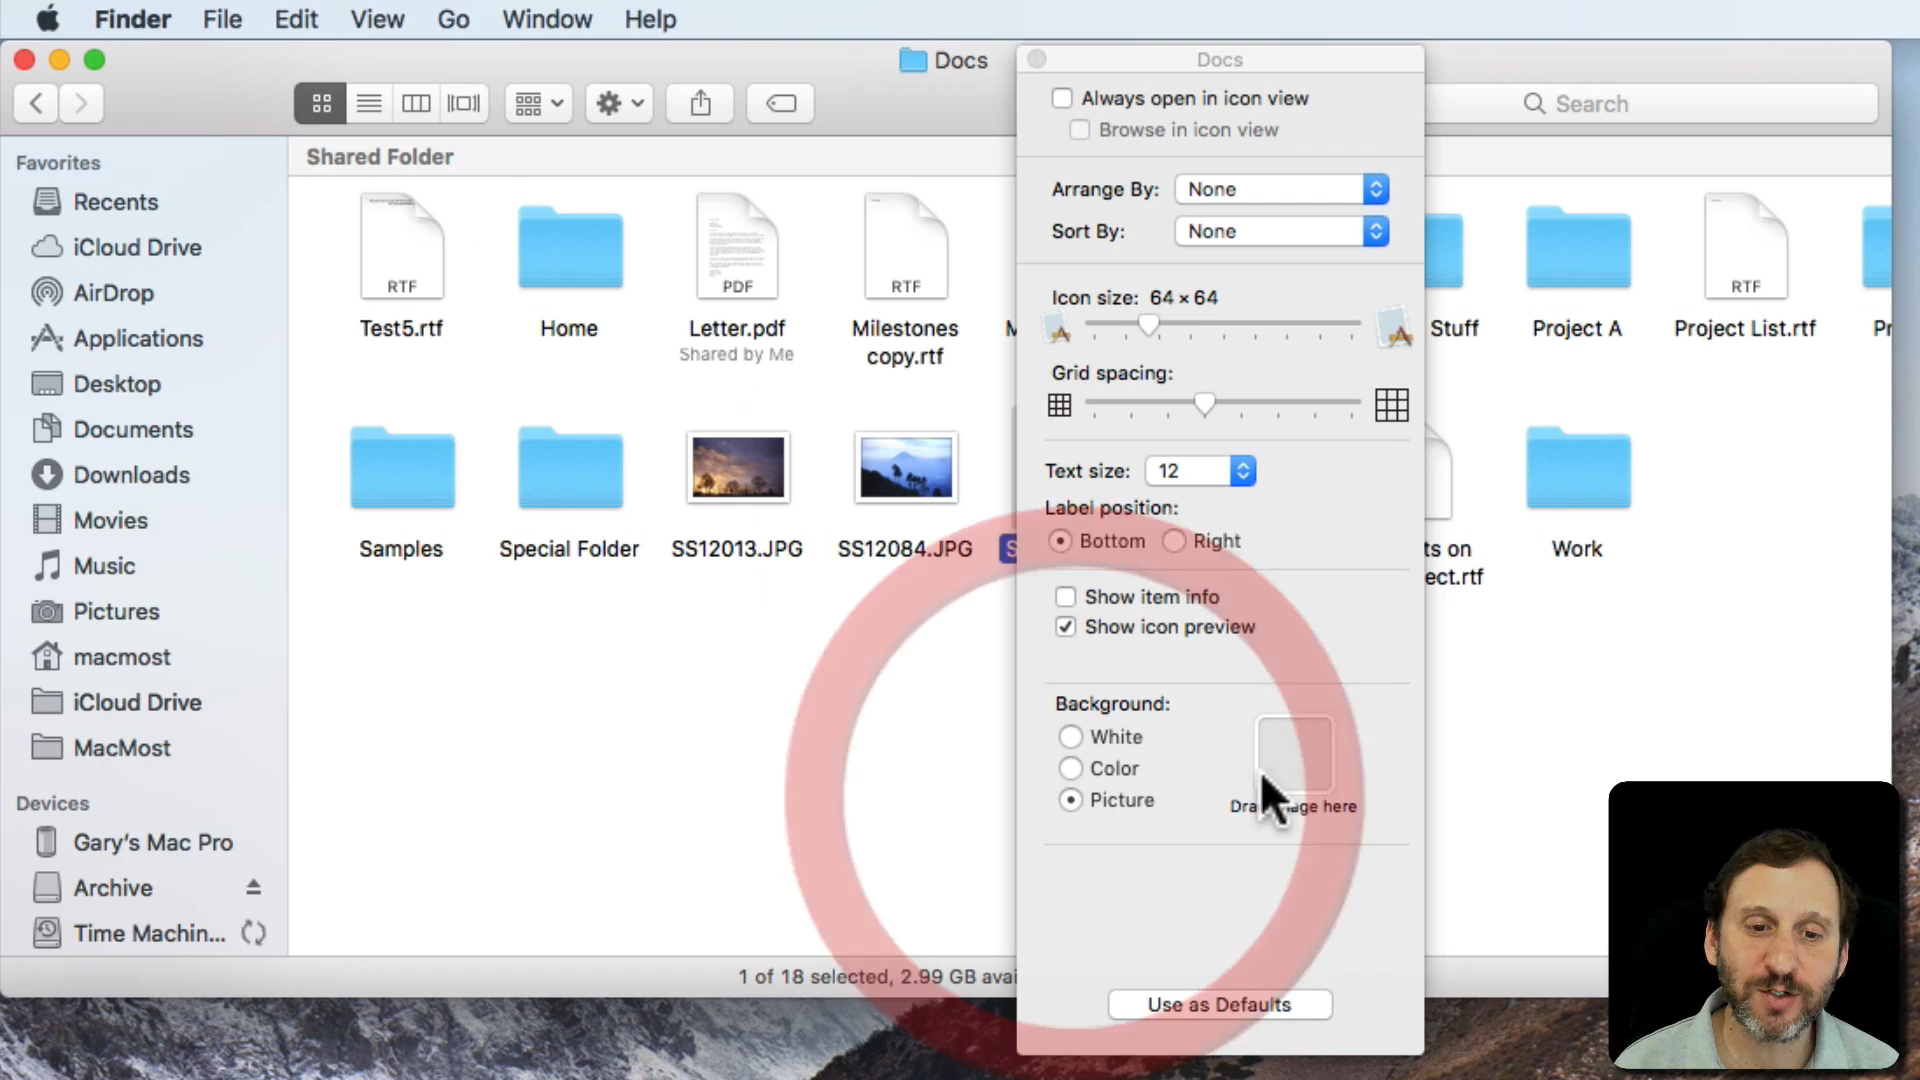 Finder File Edit View Go Window Help
Docs
Docs
Search
Always open in icon view
Browse in icon view
Arrange By: None
Sort By: None
Icon size: 64 × 64
Grid spacing:
Text size: 12
Label position:
Bottom Right
Show item info
Show icon preview
Background:
White
Color
Picture
here
Use as Defaults
Favorites
Recents
iCloud Drive
AirDrop
Applications
Desktop
Documents
Downloads
Movies
Music
Pictures
macmost
iCloud Drive
MacMost
Devices
Gary's Mac Pro
Archive
Time Machin...
Shared Folder
RTF
Test5.rtf
Home
PDF
Letter.pdf
Shared by Me
RTF
Milestones
copy.rtf
Stuff
Project A
RTF
Project List.rtf
Samples
Special Folder
SS12013.JPG
SS12084.JPG
Work
1 of 18 selected, 2.99 GB